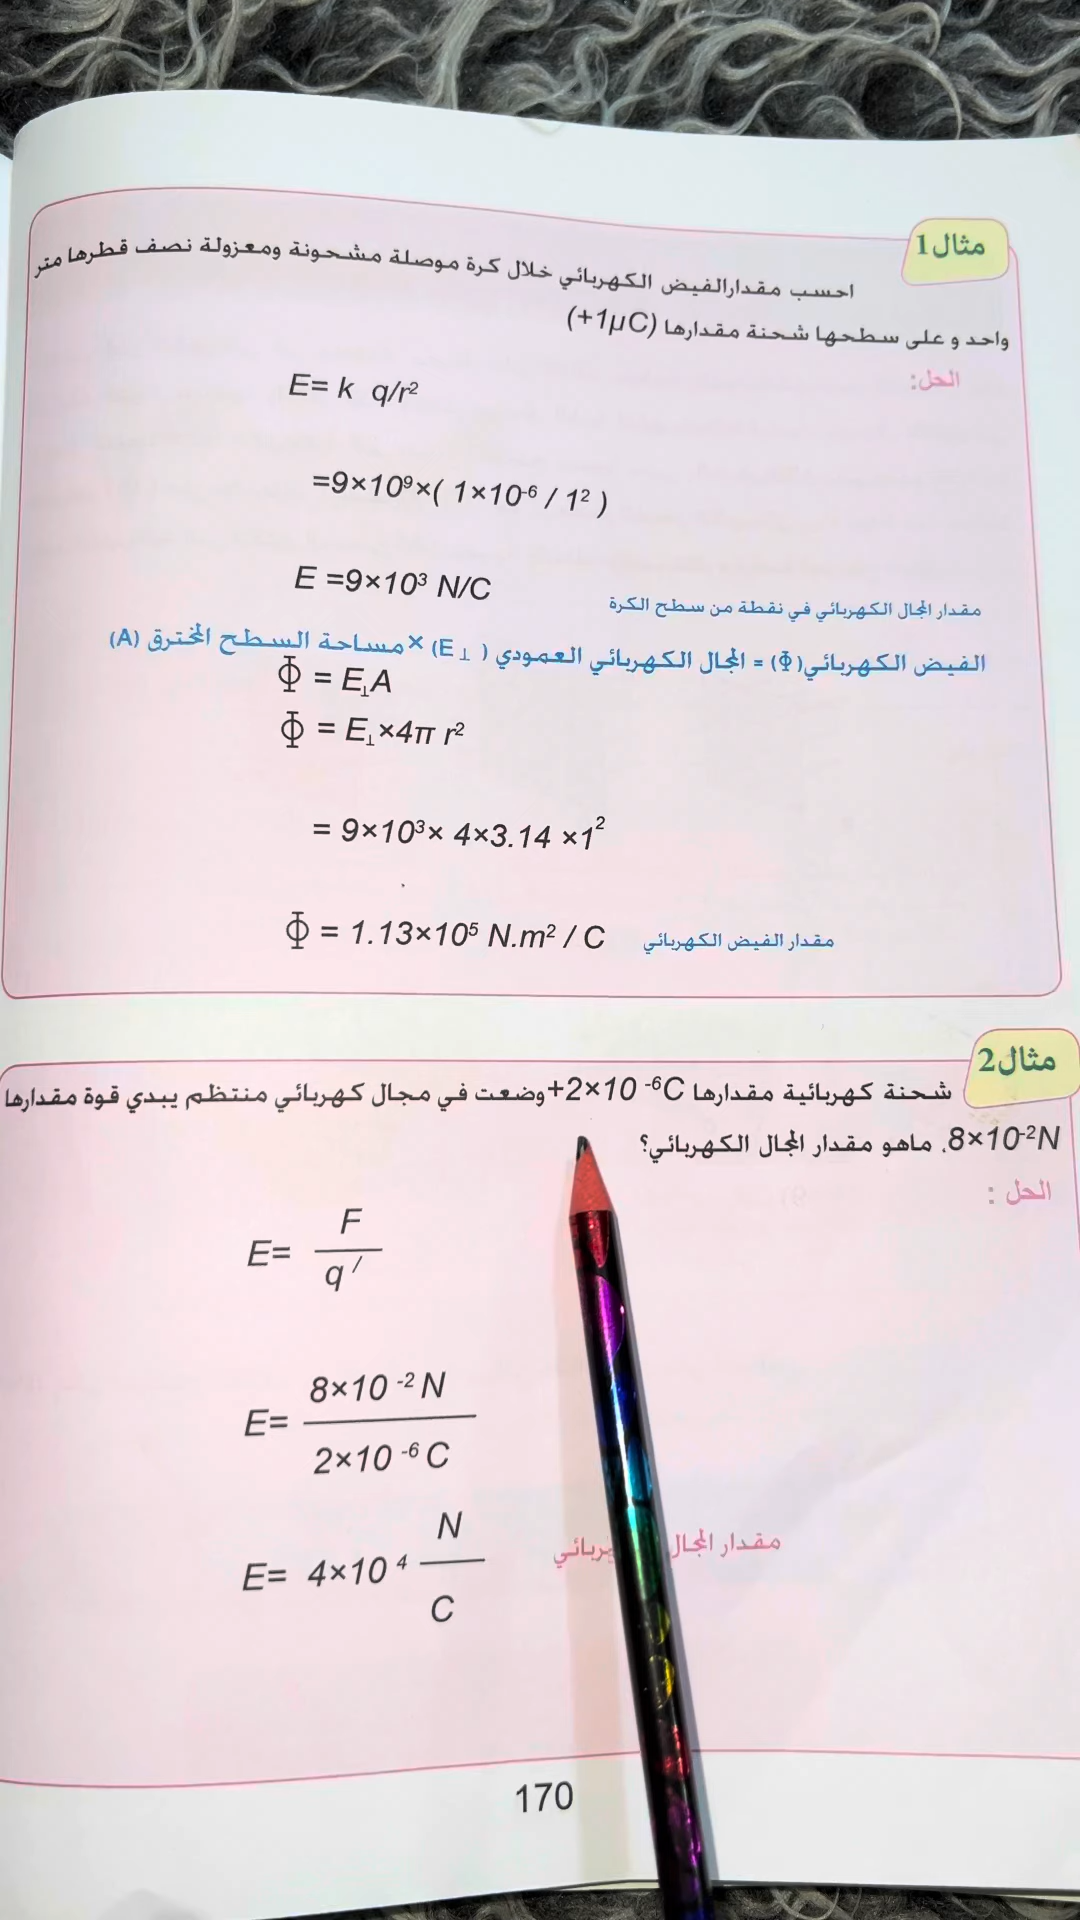 مثال1
احسب مقدارالفيض الكهربائي خلال كرة موصلة مشحونة ومعزولة نصف قطرها متر
واحد و على سطحها شحنة مقدارها (+1μC)
الحل:
E= k q/r²
=9×10⁹×( 1×10⁻⁶ / 1² )
E =9×10³ N/C مقدار المجال الكهربائي في نقطة من سطح الكرة
الفيض الكهربائي(Φ) = المجال الكهربائي العمودي (E⊥) × مساحة السطح المخترق (A)
Φ = E⊥A
Φ = E⊥×4π r²
= 9×10³× 4×3.14 ×1²
Φ = 1.13×10⁵ N.m² / C مقدار الفيض الكهربائي
مثال2
شحنة كهربائية مقدارها +2×10⁻⁶C وضعت في مجال كهربائي منتظم يبدي قوة مقدارها
8×10⁻²N. ماهو مقدار المجال الكهربائي؟
الحل :
E= F / q′
E= 8×10⁻² N / 2×10⁻⁶ C
E= 4×10⁴ N / C مقدار المجال
170